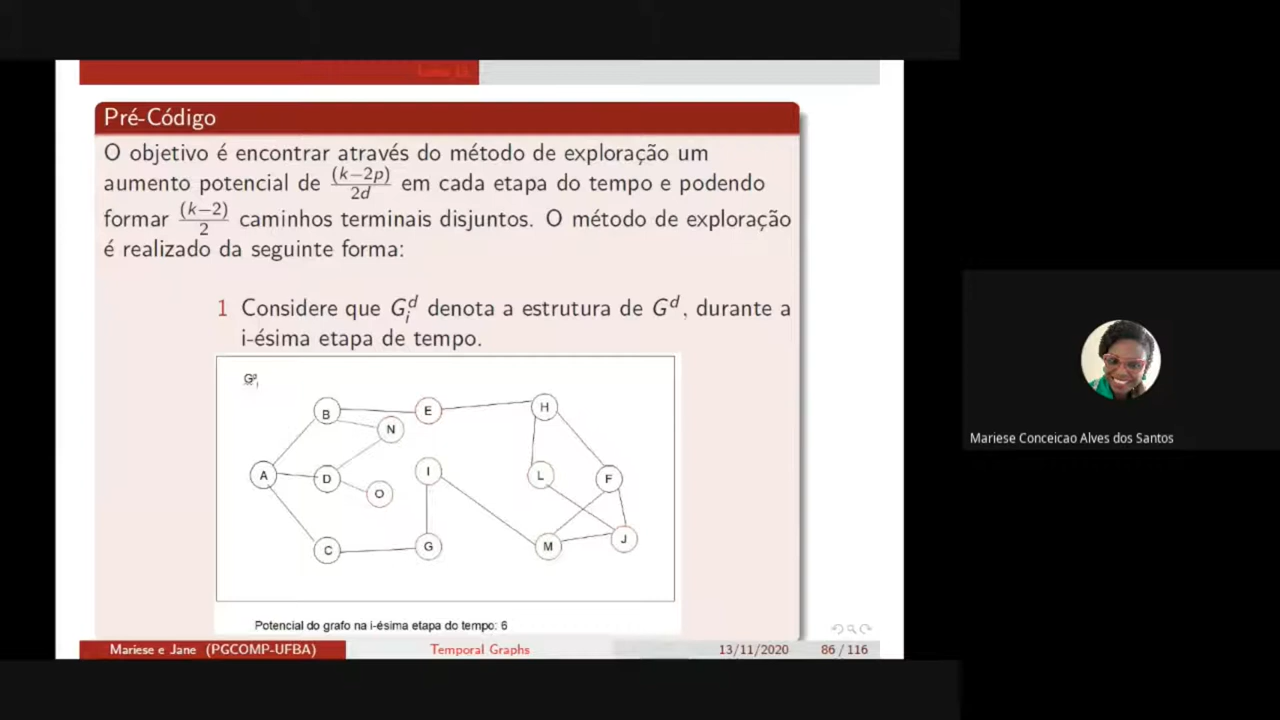 Pré-Código
O objetivo é encontrar através do método de exploração um
aumento potencial de (k−2p)/2d em cada etapa do tempo e podendo
formar (k−2)/2 caminhos terminais disjuntos. O método de exploração
é realizado da seguinte forma:
1 Considere que G_i^d denota a estrutura de G^d, durante a
i-ésima etapa de tempo.
B
E
H
N
A
D
I
L
F
O
C
G
M
J
Potencial do grafo na i-ésima etapa do tempo: 6
Mariese e Jane (PGCOMP-UFBA) Temporal Graphs 13/11/2020 86 / 116
Mariese Conceicao Alves dos Santos